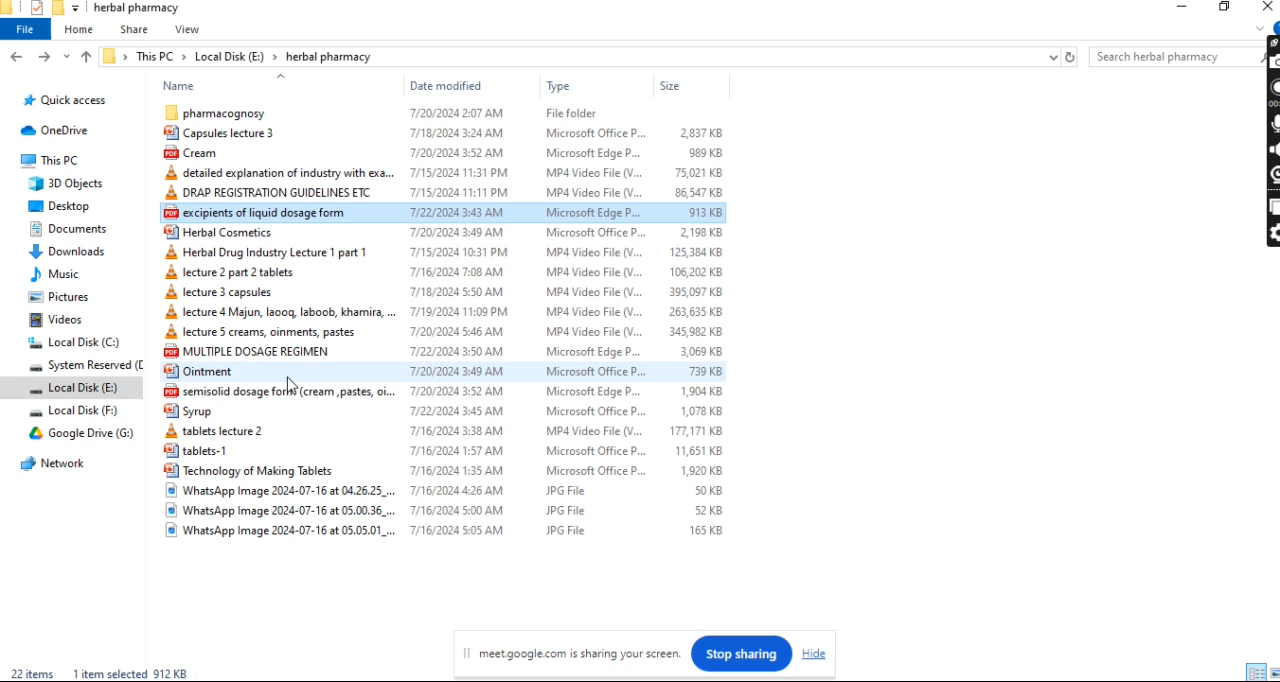 herbal pharmacy
File Home Share View
This PC Local Disk (E:) herbal pharmacy Search herbal pharmacy
Name Date modified Type Size
Quick access
OneDrive
This PC
3D Objects
Desktop
Documents
Downloads
Music
Pictures
Videos
Local Disk (C:)
System Reserved (D
Local Disk (E:)
Local Disk (F:)
Google Drive (G:)
Network
pharmacognosy 7/20/2024 2:07 AM File folder
Capsules lecture 3 7/18/2024 3:24 AM Microsoft Office P... 2,837 KB
Cream 7/20/2024 3:52 AM Microsoft Edge P... 989 KB
detailed explanation of industry with exa... 7/15/2024 11:31 PM MP4 Video File (V... 75,021 KB
DRAP REGISTRATION GUIDELINES ETC 7/15/2024 11:11 PM MP4 Video File (V... 86,547 KB
excipients of liquid dosage form 7/22/2024 3:43 AM Microsoft Edge P... 913 KB
Herbal Cosmetics 7/20/2024 3:49 AM Microsoft Office P... 2,198 KB
Herbal Drug Industry Lecture 1 part 1 7/15/2024 10:31 PM MP4 Video File (V... 125,384 KB
lecture 2 part 2 tablets 7/16/2024 7:08 AM MP4 Video File (V... 106,202 KB
lecture 3 capsules 7/18/2024 5:50 AM MP4 Video File (V... 395,097 KB
lecture 4 Majun, laooq, laboob, khamira, ... 7/19/2024 11:09 PM MP4 Video File (V... 263,635 KB
lecture 5 creams, oinments, pastes 7/20/2024 5:46 AM MP4 Video File (V... 345,982 KB
MULTIPLE DOSAGE REGIMEN 7/22/2024 3:50 AM Microsoft Edge P... 3,069 KB
Ointment 7/20/2024 3:49 AM Microsoft Office P... 739 KB
semisolid dosage form (cream ,pastes, oi... 7/20/2024 3:52 AM Microsoft Edge P... 1,904 KB
Syrup 7/22/2024 3:45 AM Microsoft Office P... 1,078 KB
tablets lecture 2 7/16/2024 3:38 AM MP4 Video File (V... 177,171 KB
tablets-1 7/16/2024 1:57 AM Microsoft Office P... 11,651 KB
Technology of Making Tablets 7/16/2024 1:35 AM Microsoft Office P... 1,920 KB
WhatsApp Image 2024-07-16 at 04.26.25_... 7/16/2024 4:26 AM JPG File 50 KB
WhatsApp Image 2024-07-16 at 05.00.36_... 7/16/2024 5:00 AM JPG File 52 KB
WhatsApp Image 2024-07-16 at 05.05.01_... 7/16/2024 5:05 AM JPG File 165 KB
meet.google.com is sharing your screen. Stop sharing Hide
22 items 1 item selected 912 KB